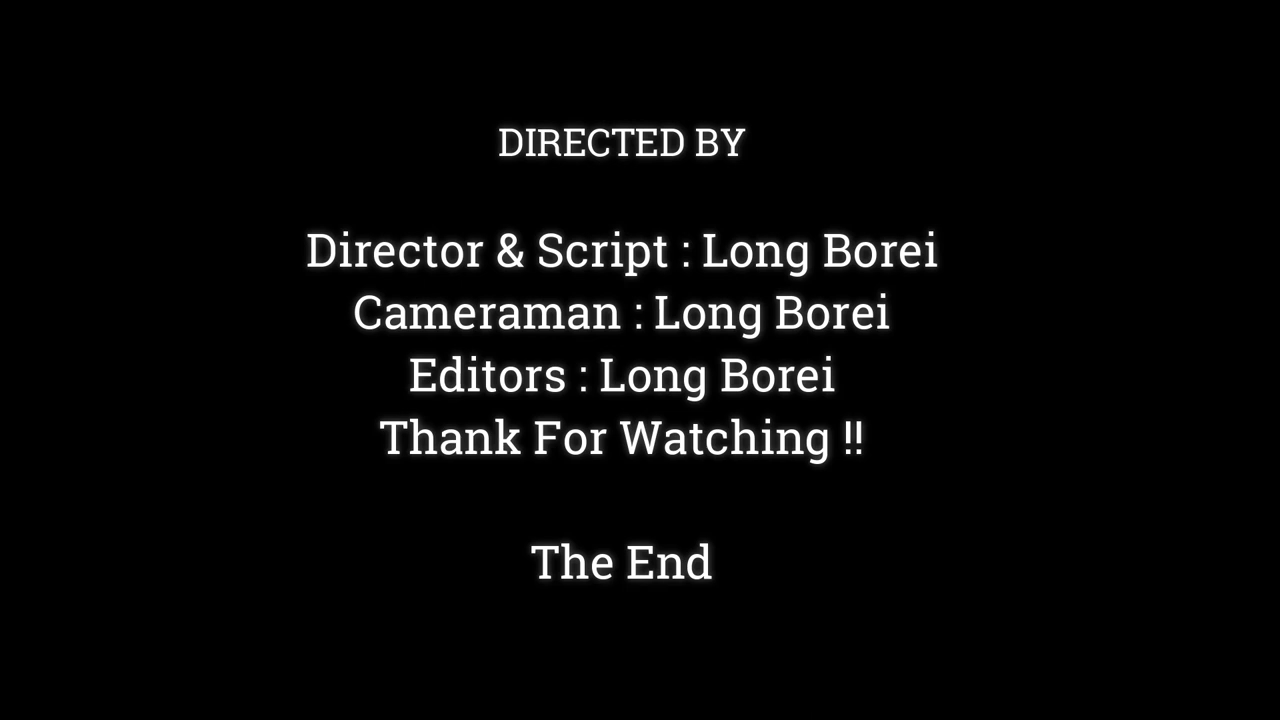 DIRECTED BY
Director & Script : Long Borei
Cameraman : Long Borei
Editors : Long Borei
Thank For Watching !!
The End